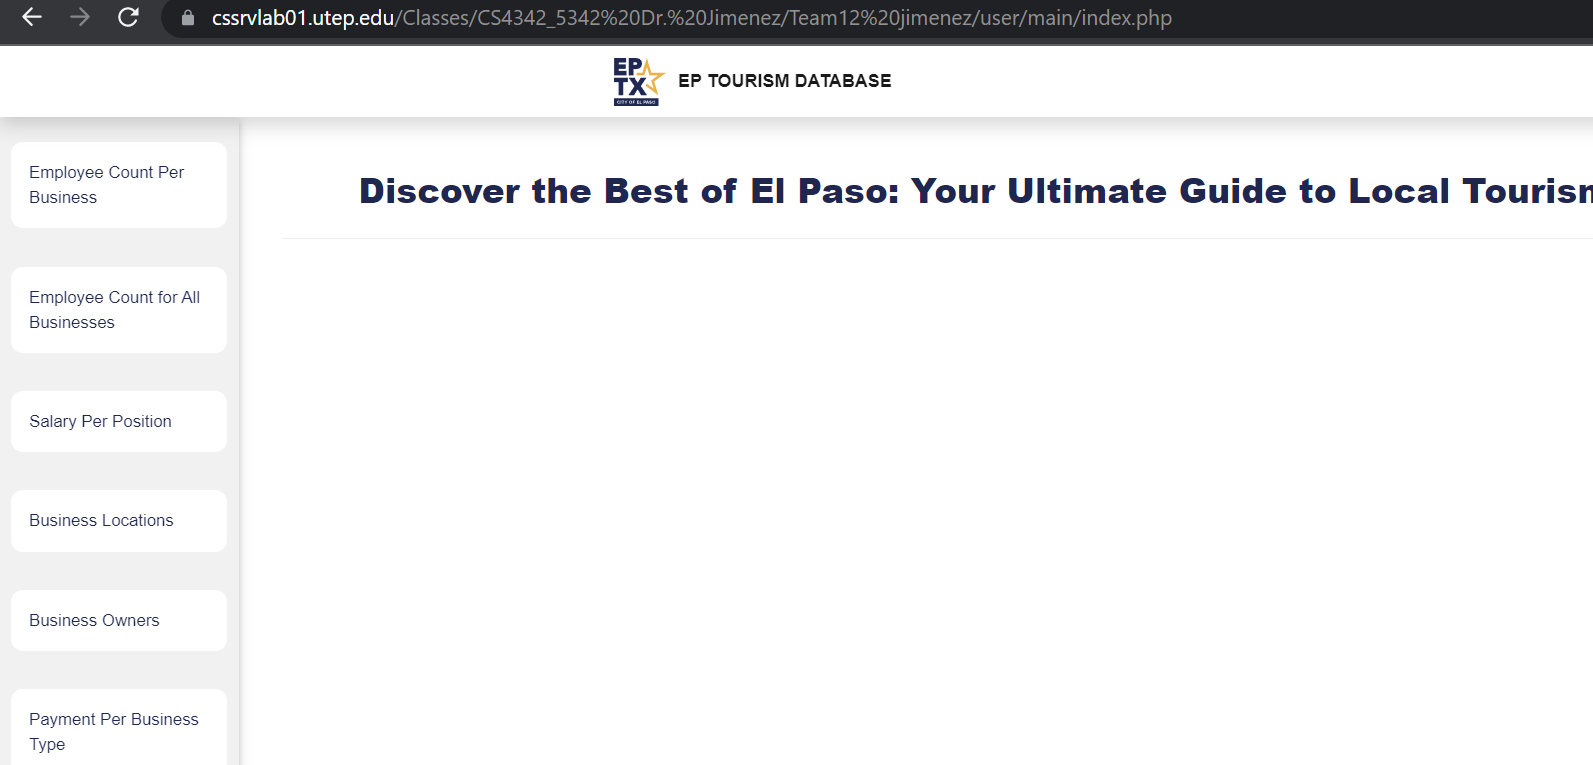 cssrvlab01.utep.edu/Classes/CS4342_5342%20Dr.%20Jimenez/Team12%20jimenez/user/main/index.php
EP
TX
CITY OF EL PASO
EP TOURISM DATABASE
Employee Count Per
Business
Discover the Best of El Paso: Your Ultimate Guide to Local Tourism
Employee Count for All
Businesses
Salary Per Position
Business Locations
Business Owners
Payment Per Business
Type